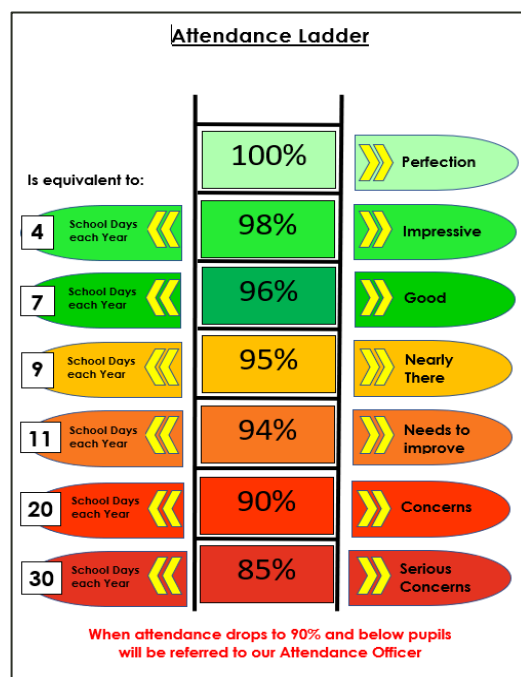 Attendance Ladder
100%
Perfection
Is equivalent to:
4
School Days
each Year
98%
Impressive
7
School Days
each Year
96%
Good
9
School Days
each Year
95%
Nearly
There
11
School Days
each Year
94%
Needs to
improve
20
School Days
each Year
90%
Concerns
30
School Days
each Year
85%
Serious
Concerns
When attendance drops to 90% and below pupils
will be referred to our Attendance Officer